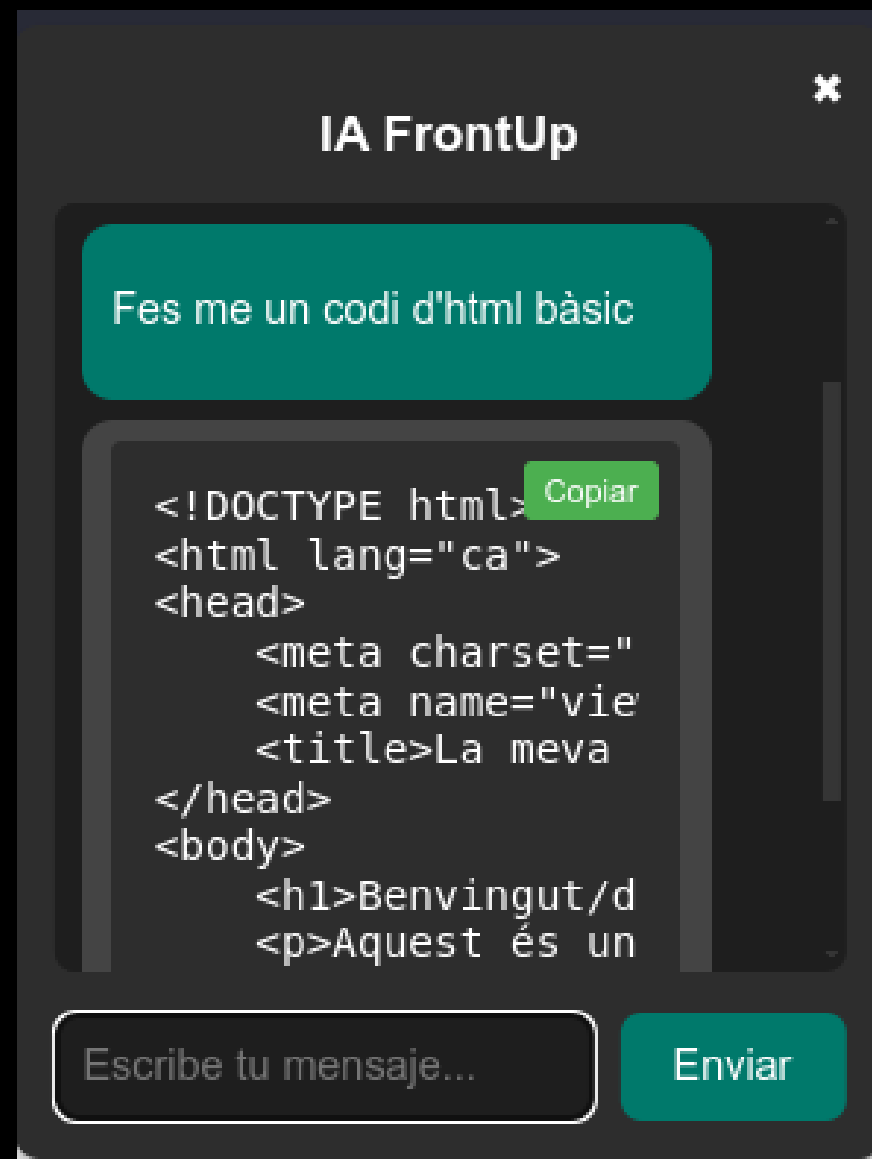 IA FrontUp
Fes me un codi d'html bàsic
Copiar
<!DOCTYPE html>
<html lang="ca">
<head>
    <meta charset="
    <meta name="vie
    <title>La meva
</head>
<body>
    <h1>Benvingut/d
    <p>Aquest és un
Escribe tu mensaje...
Enviar